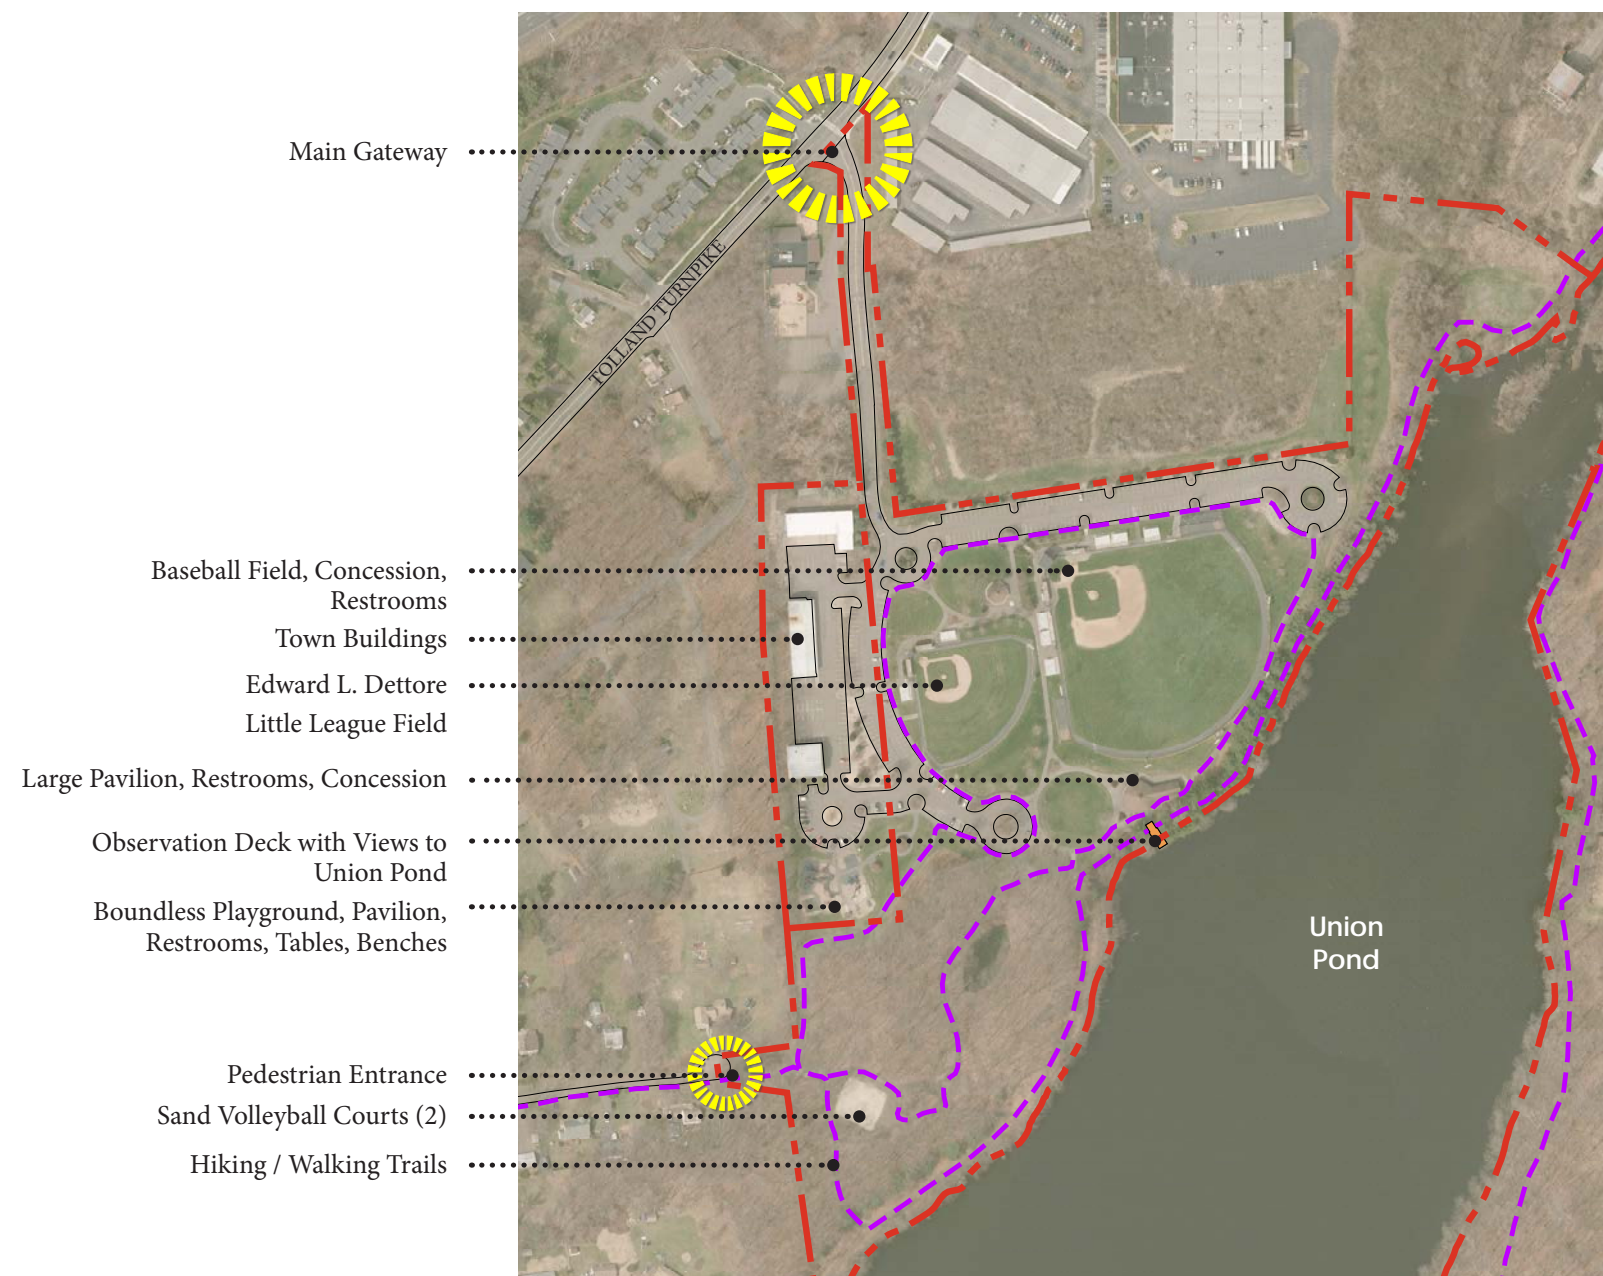 Main Gateway
TOLLAND TURNPIKE
Baseball Field, Concession,
Restrooms
Town Buildings
Edward L. Dettore
Little League Field
Large Pavilion, Restrooms, Concession
Observation Deck with Views to
Union Pond
Boundless Playground, Pavilion,
Restrooms, Tables, Benches
Union
Pond
Pedestrian Entrance
Sand Volleyball Courts (2)
Hiking / Walking Trails